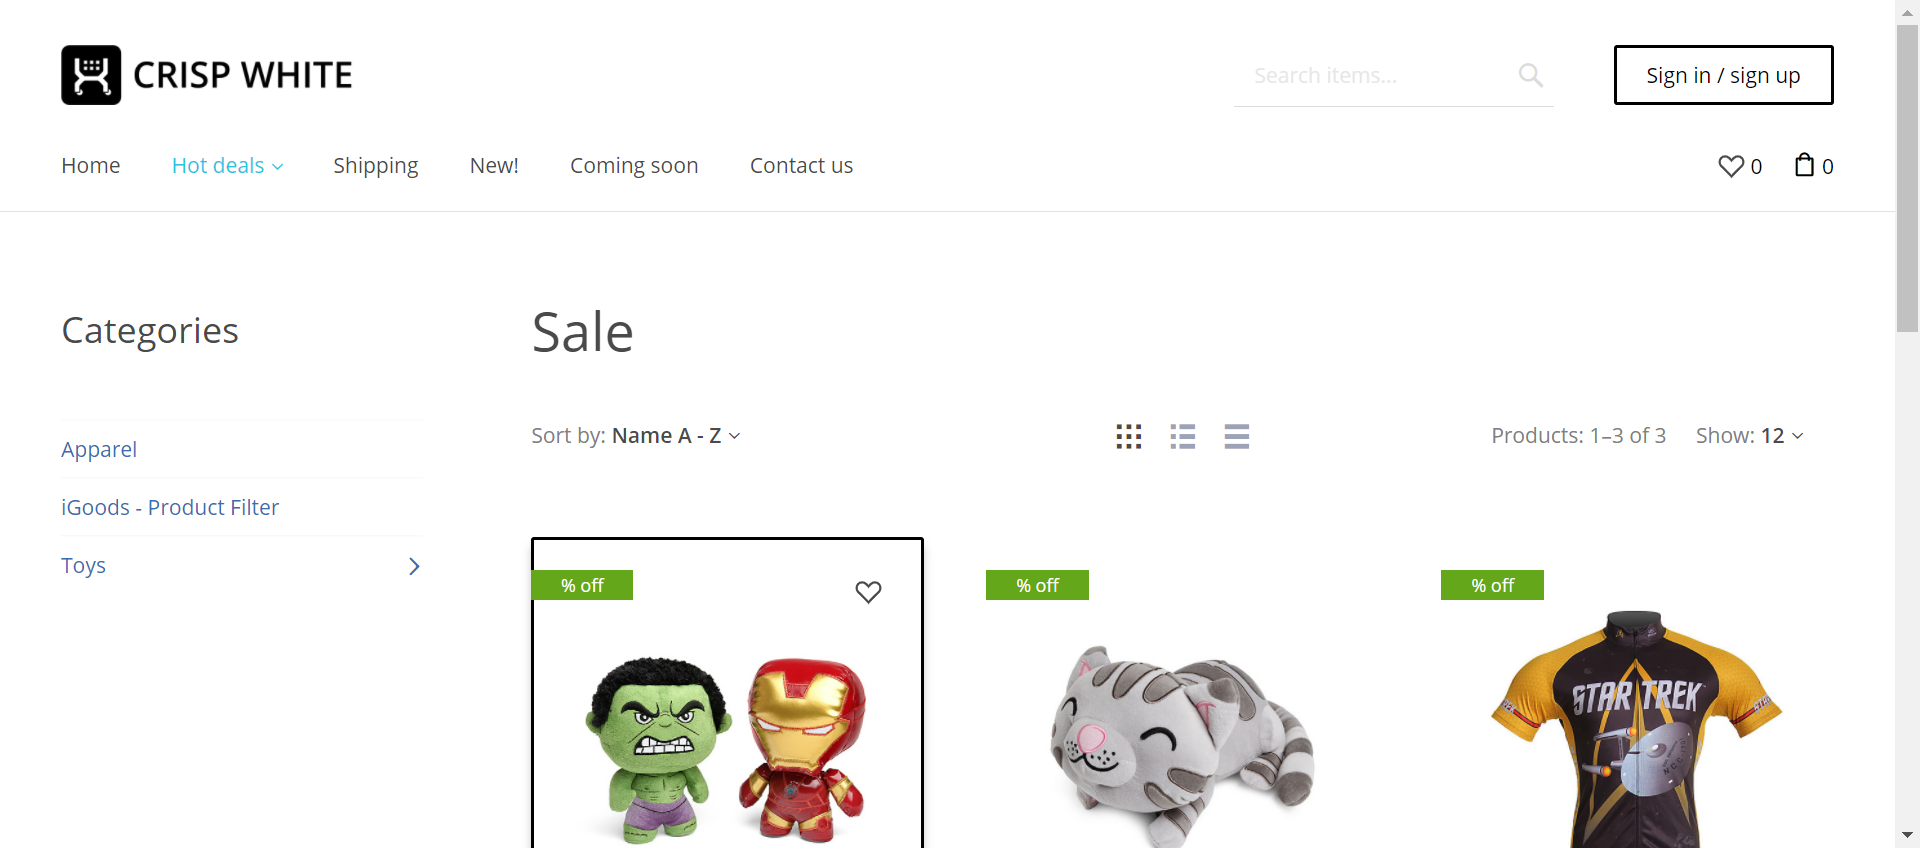 CRISP WHITE
Search items...
Sign in / sign up
Home
Hot deals
Shipping
New!
Coming soon
Contact us
0
0
Categories
Sale
Sort by: Name A - Z
Products: 1–3 of 3
Show: 12
Apparel
iGoods - Product Filter
Toys
% off
% off
% off
STAR TREK